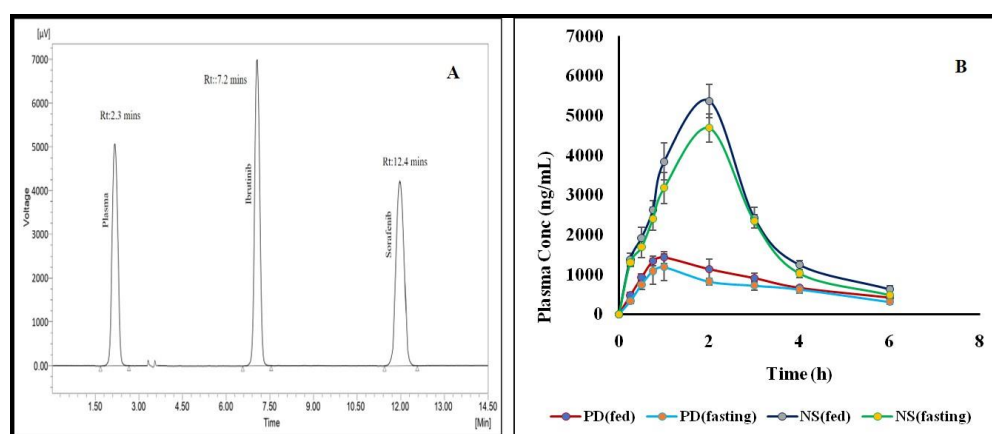 [µV]
A
7000
6000
5000
4000
3000
2000
1000
0.00
Voltage
Rt:2.3 mins
Rt::7.2 mins
Rt:12.4 mins
Plasma
Ibrutinib
Sorafenib
1.50 3.00 4.50 6.00 7.50 9.00 10.50 12.00 14.50
Time
[Min]
B
7000
6000
5000
4000
3000
2000
1000
0
Plasma Conc (ng/mL)
0 2 4 6 8
Time (h)
PD(fed) PD(fasting) NS(fed) NS(fasting)